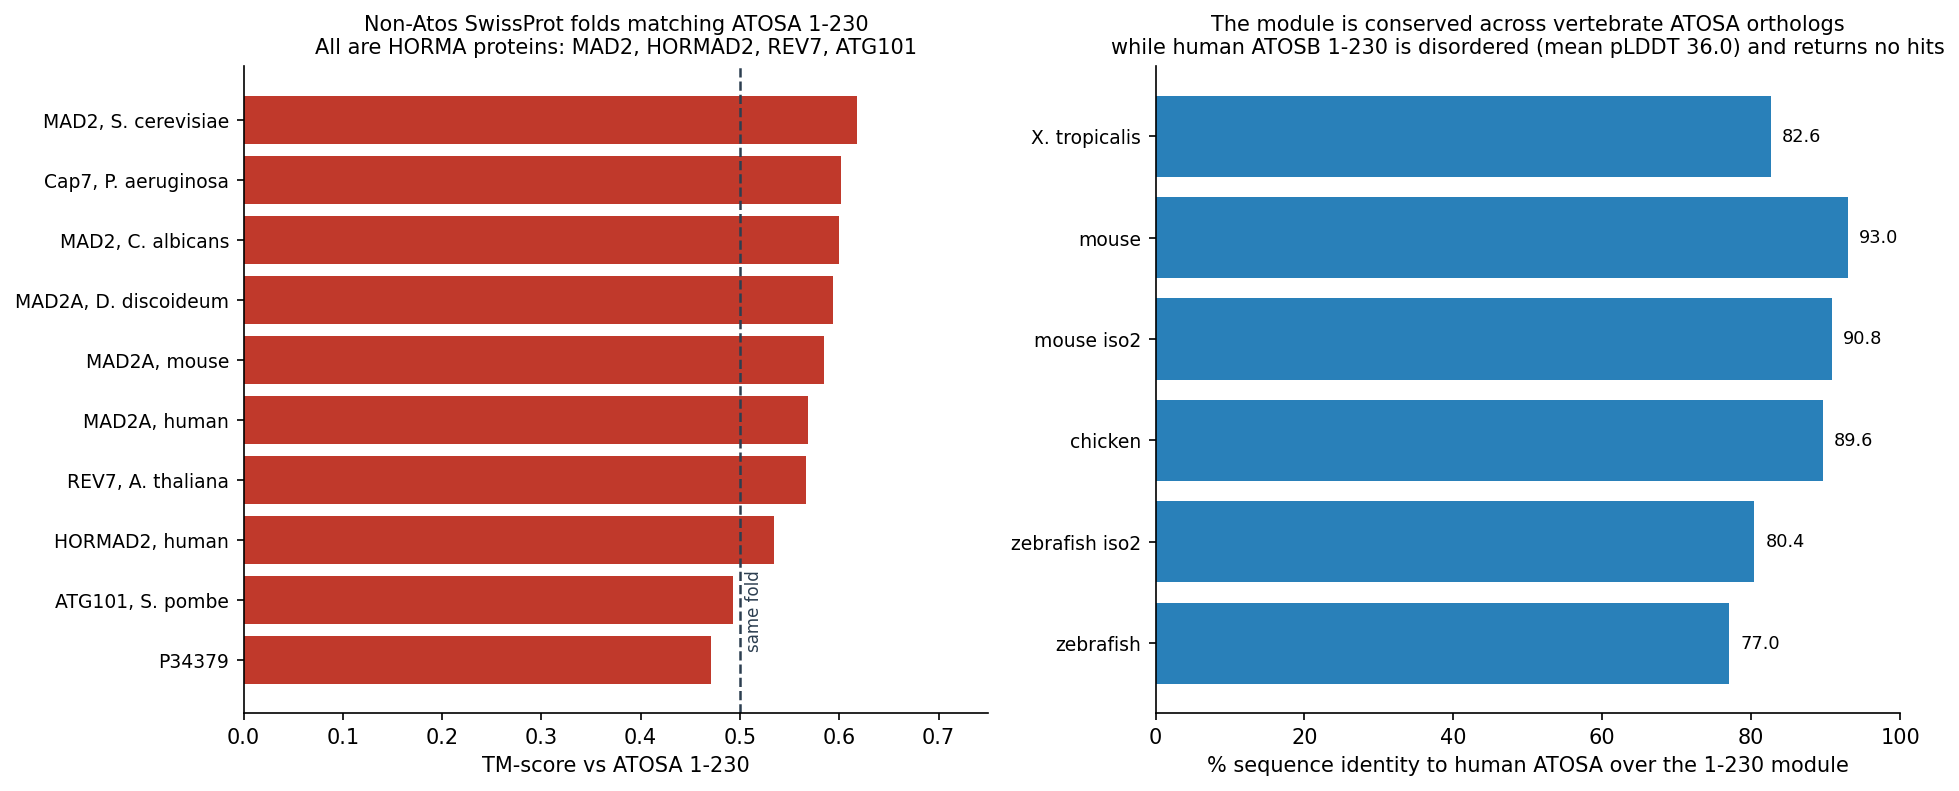 Non-Atos SwissProt folds matching ATOSA 1-230
All are HORMA proteins: MAD2, HORMAD2, REV7, ATG101
MAD2, S. cerevisiae
Cap7, P. aeruginosa
MAD2, C. albicans
MAD2A, D. discoideum
MAD2A, mouse
MAD2A, human
REV7, A. thaliana
HORMAD2, human
ATG101, S. pombe
P34379
same fold
0.0 0.1 0.2 0.3 0.4 0.5 0.6 0.7
TM-score vs ATOSA 1-230
The module is conserved across vertebrate ATOSA orthologs
while human ATOSB 1-230 is disordered (mean pLDDT 36.0) and returns no hits
X. tropicalis 82.6
mouse 93.0
mouse iso2 90.8
chicken 89.6
zebrafish iso2 80.4
zebrafish 77.0
0 20 40 60 80 100
% sequence identity to human ATOSA over the 1-230 module